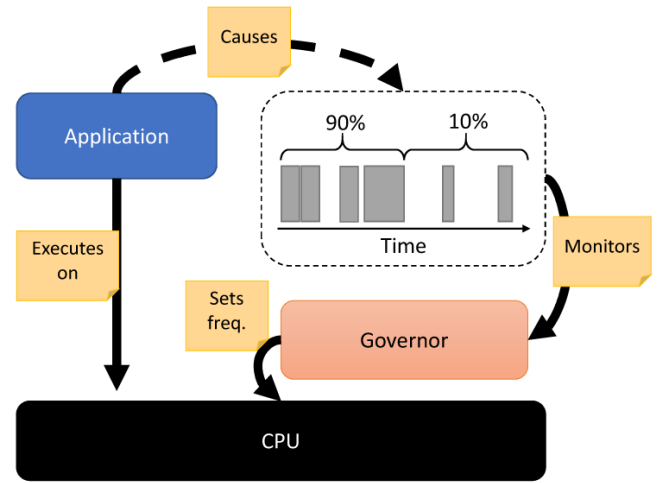 Causes
Application
90%
10%
Time
Executes
on
Monitors
Sets
freq.
Governor
CPU